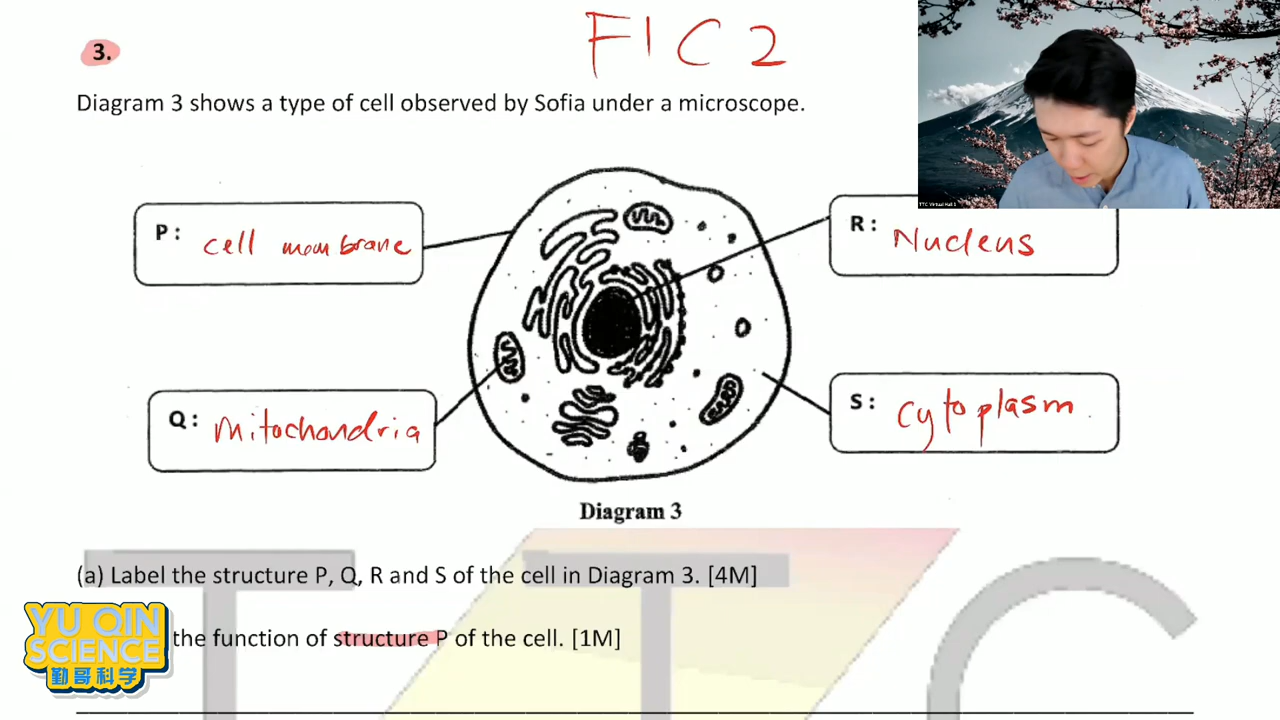 F1C2
3.
Diagram 3 shows a type of cell observed by Sofia under a microscope.
P: cell membrane
R: Nucleus
Q: Mitochondria
S: Cytoplasm
Diagram 3
(a) Label the structure P, Q, R and S of the cell in Diagram 3. [4M]
the function of structure P of the cell. [1M]
YU QIN
SCIENCE
勤哥科学
TTC